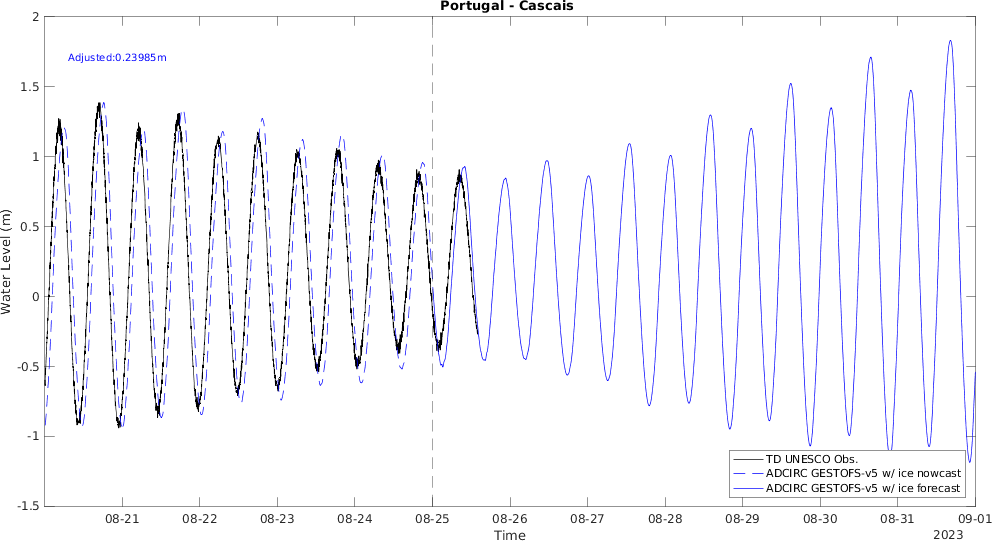 Portugal - Cascais
Adjusted:0.23985m
2
1.5
1
0.5
0
-0.5
-1
-1.5
Water Level (m)
TD UNESCO Obs.
ADCIRC GESTOFS-v5 w/ ice nowcast
ADCIRC GESTOFS-v5 w/ ice forecast
08-21 08-22 08-23 08-24 08-25 08-26 08-27 08-28 08-29 08-30 08-31 09-01
Time
2023